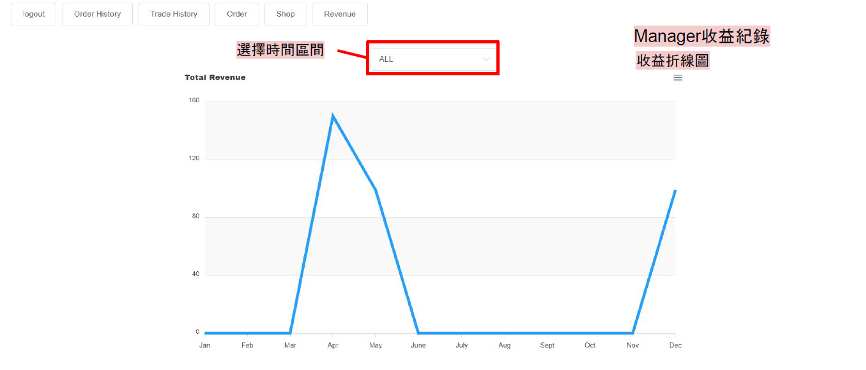 logout Order History Trade History Order Shop Revenue
Manager收益紀錄
選擇時間區間
ALL
收益折線圖
Total Revenue
160
120
80
40
0
Jan Feb Mar Apr May June July Aug Sept Oct Nov Dec